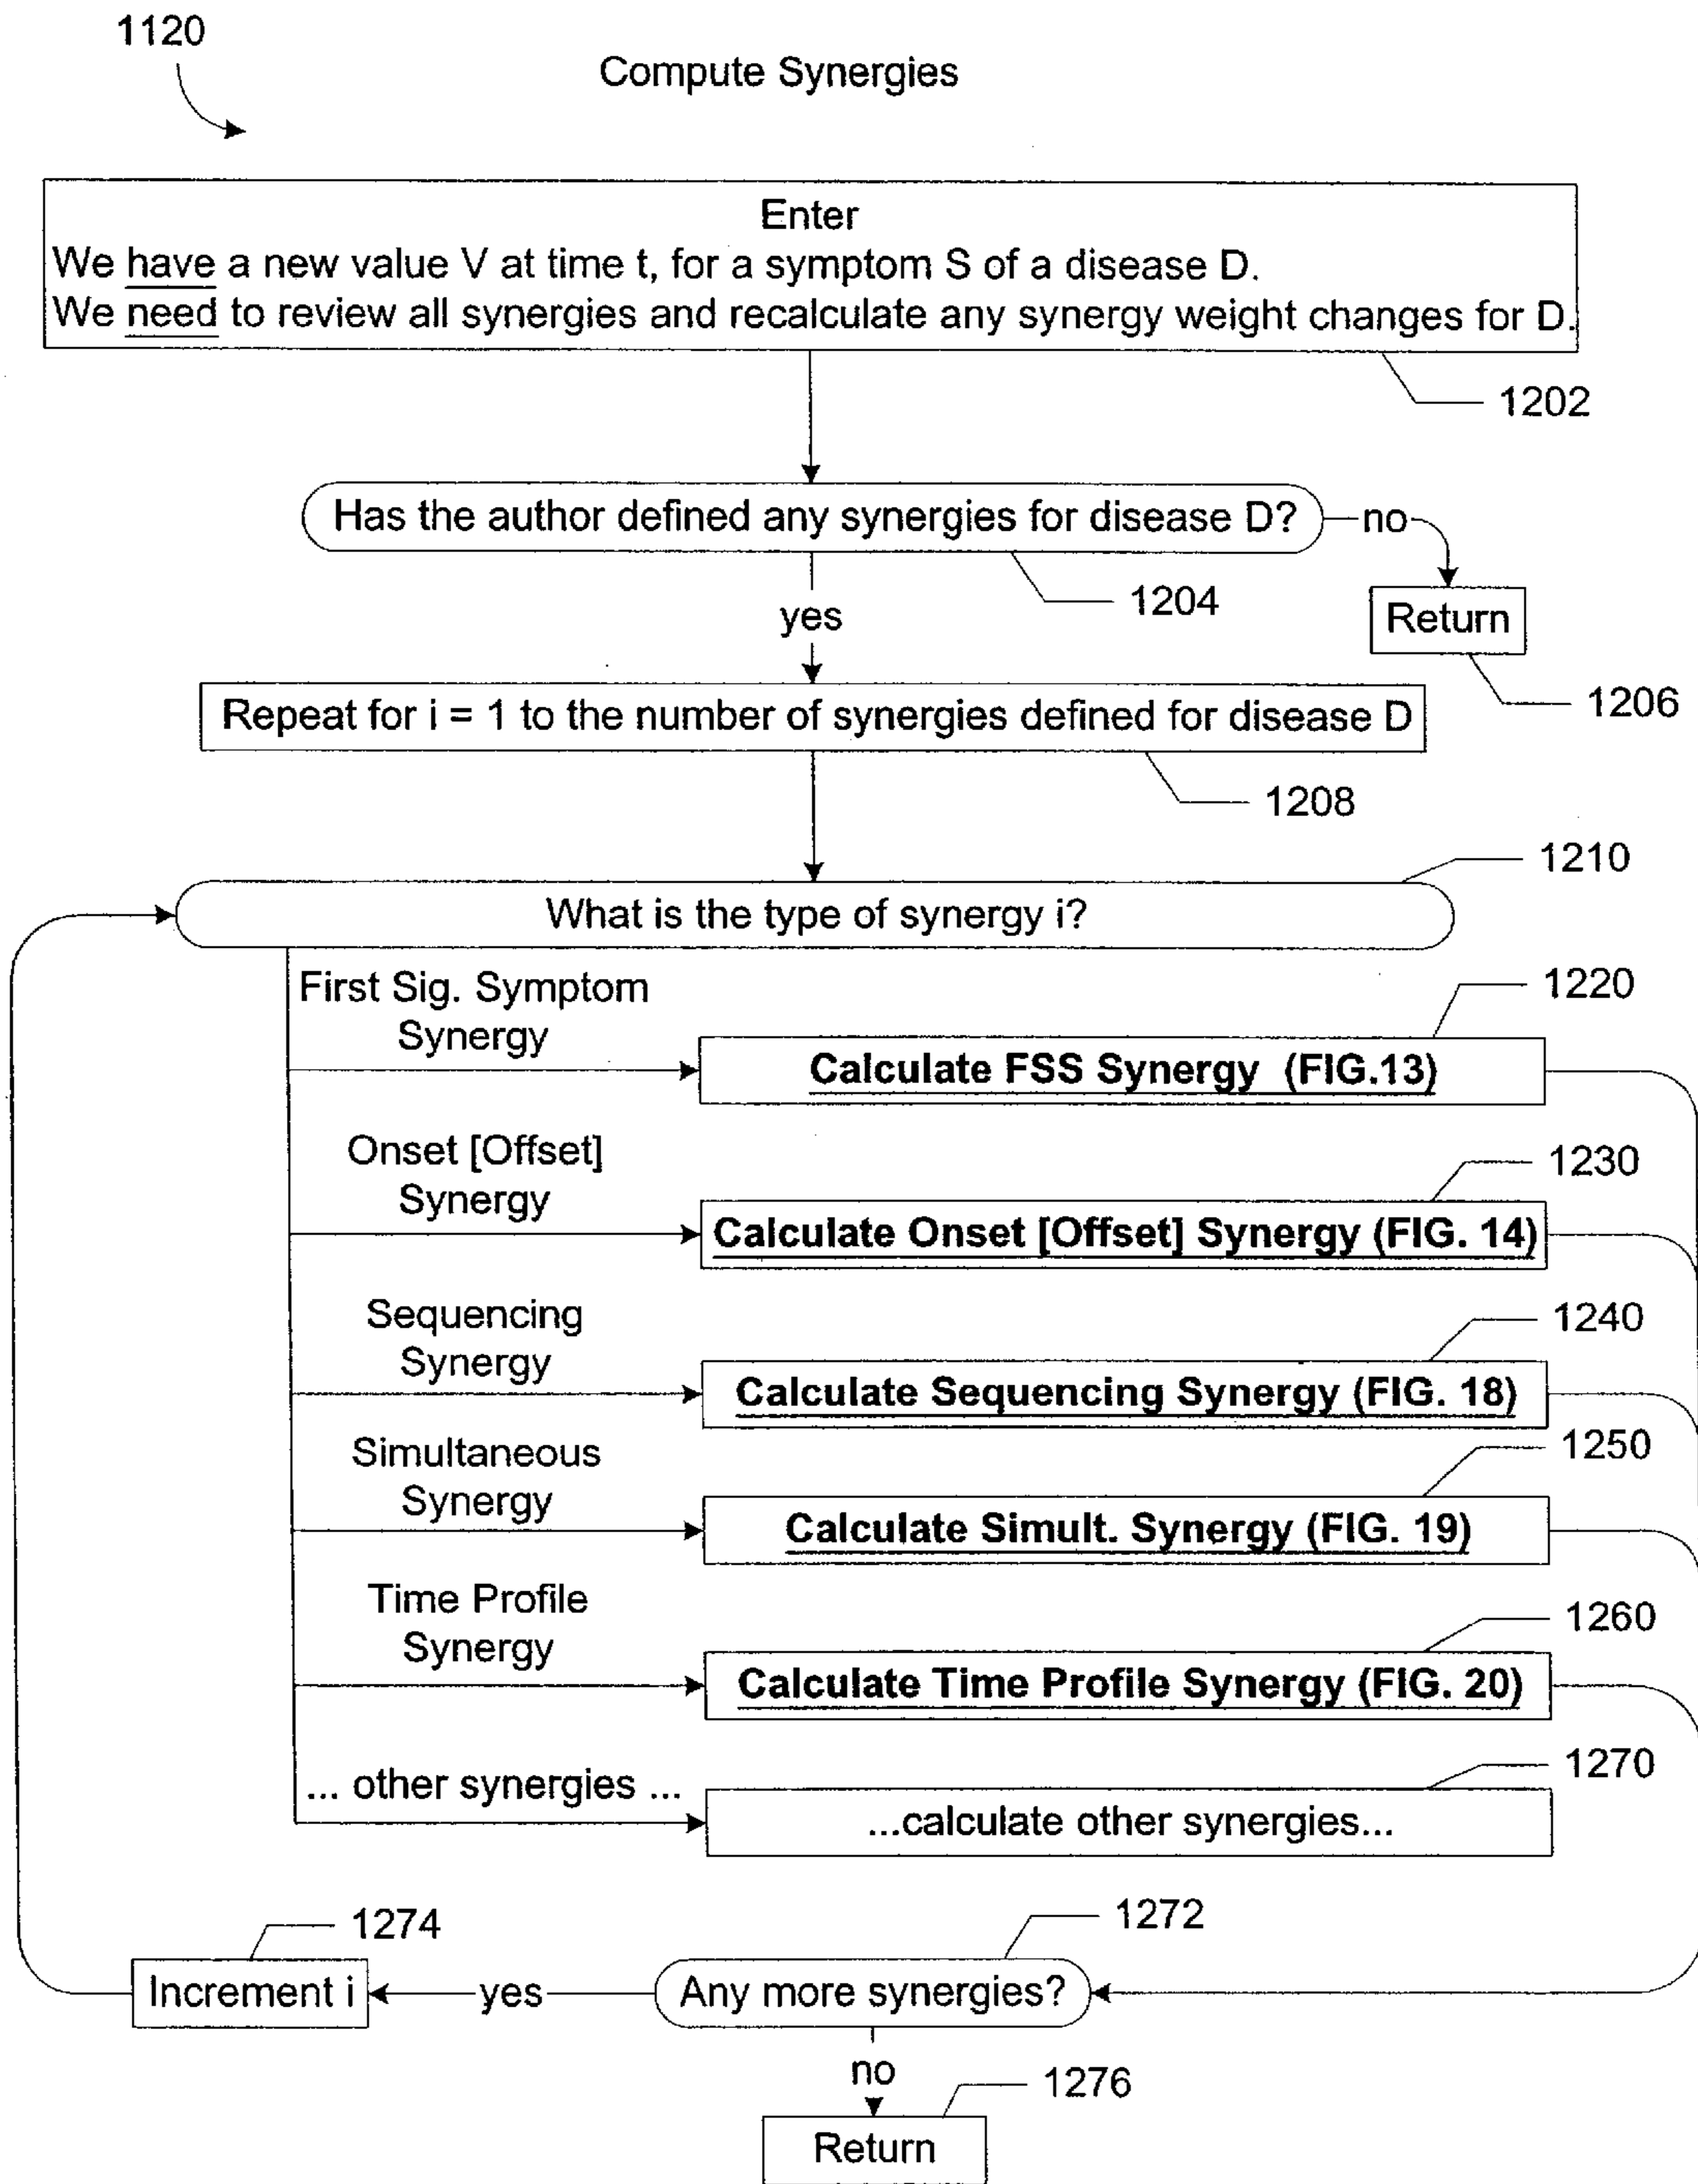 1120
Compute Synergies
Enter
We have a new value V at time t, for a symptom S of a disease D.
We need to review all synergies and recalculate any synergy weight changes for D.
1202
Has the author defined any synergies for disease D?
no
1204
yes
Return
1206
Repeat for i = 1 to the number of synergies defined for disease D
1208
1210
What is the type of synergy i?
First Sig. Symptom
Synergy
1220
Calculate FSS Synergy (FIG.13)
Onset [Offset]
Synergy
1230
Calculate Onset [Offset] Synergy (FIG. 14)
Sequencing
Synergy
1240
Calculate Sequencing Synergy (FIG. 18)
Simultaneous
Synergy
1250
Calculate Simult. Synergy (FIG. 19)
Time Profile
Synergy
1260
Calculate Time Profile Synergy (FIG. 20)
... other synergies ...
1270
...calculate other synergies...
1274
1272
Increment i
yes
Any more synergies?
no
1276
Return